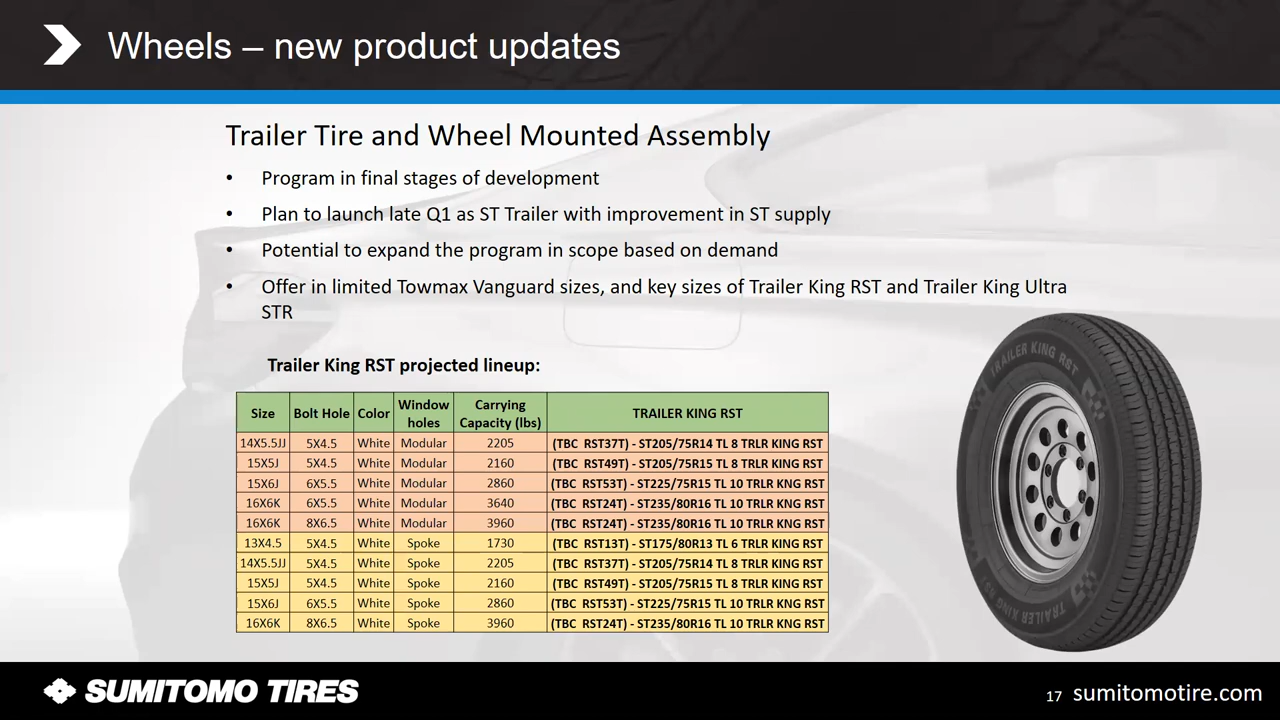 Wheels – new product updates
Trailer Tire and Wheel Mounted Assembly
• Program in final stages of development
• Plan to launch late Q1 as ST Trailer with improvement in ST supply
• Potential to expand the program in scope based on demand
• Offer in limited Towmax Vanguard sizes, and key sizes of Trailer King RST and Trailer King Ultra
STR
Trailer King RST projected lineup:
Size Bolt Hole Color Window holes Carrying Capacity (lbs) TRAILER KING RST
14X5.5JJ 5X4.5 White Modular 2205 (TBC RST37T) - ST205/75R14 TL 8 TRLR KING RST
15X5J 5X4.5 White Modular 2160 (TBC RST49T) - ST205/75R15 TL 8 TRLR KING RST
15X6J 6X5.5 White Modular 2860 (TBC RST53T) - ST225/75R15 TL 10 TRLR KNG RST
16X6K 6X5.5 White Modular 3640 (TBC RST24T) - ST235/80R16 TL 10 TRLR KNG RST
16X6K 8X6.5 White Modular 3960 (TBC RST24T) - ST235/80R16 TL 10 TRLR KNG RST
13X4.5 5X4.5 White Spoke 1730 (TBC RST13T) - ST175/80R13 TL 6 TRLR KING RST
14X5.5JJ 5X4.5 White Spoke 2205 (TBC RST37T) - ST205/75R14 TL 8 TRLR KING RST
15X5J 5X4.5 White Spoke 2160 (TBC RST49T) - ST205/75R15 TL 8 TRLR KING RST
15X6J 6X5.5 White Spoke 2860 (TBC RST53T) - ST225/75R15 TL 10 TRLR KNG RST
16X6K 8X6.5 White Spoke 3960 (TBC RST24T) - ST235/80R16 TL 10 TRLR KNG RST
TRAILER KING RST
TRAILER KING RST
SUMITOMO TIRES
17 sumitomotire.com